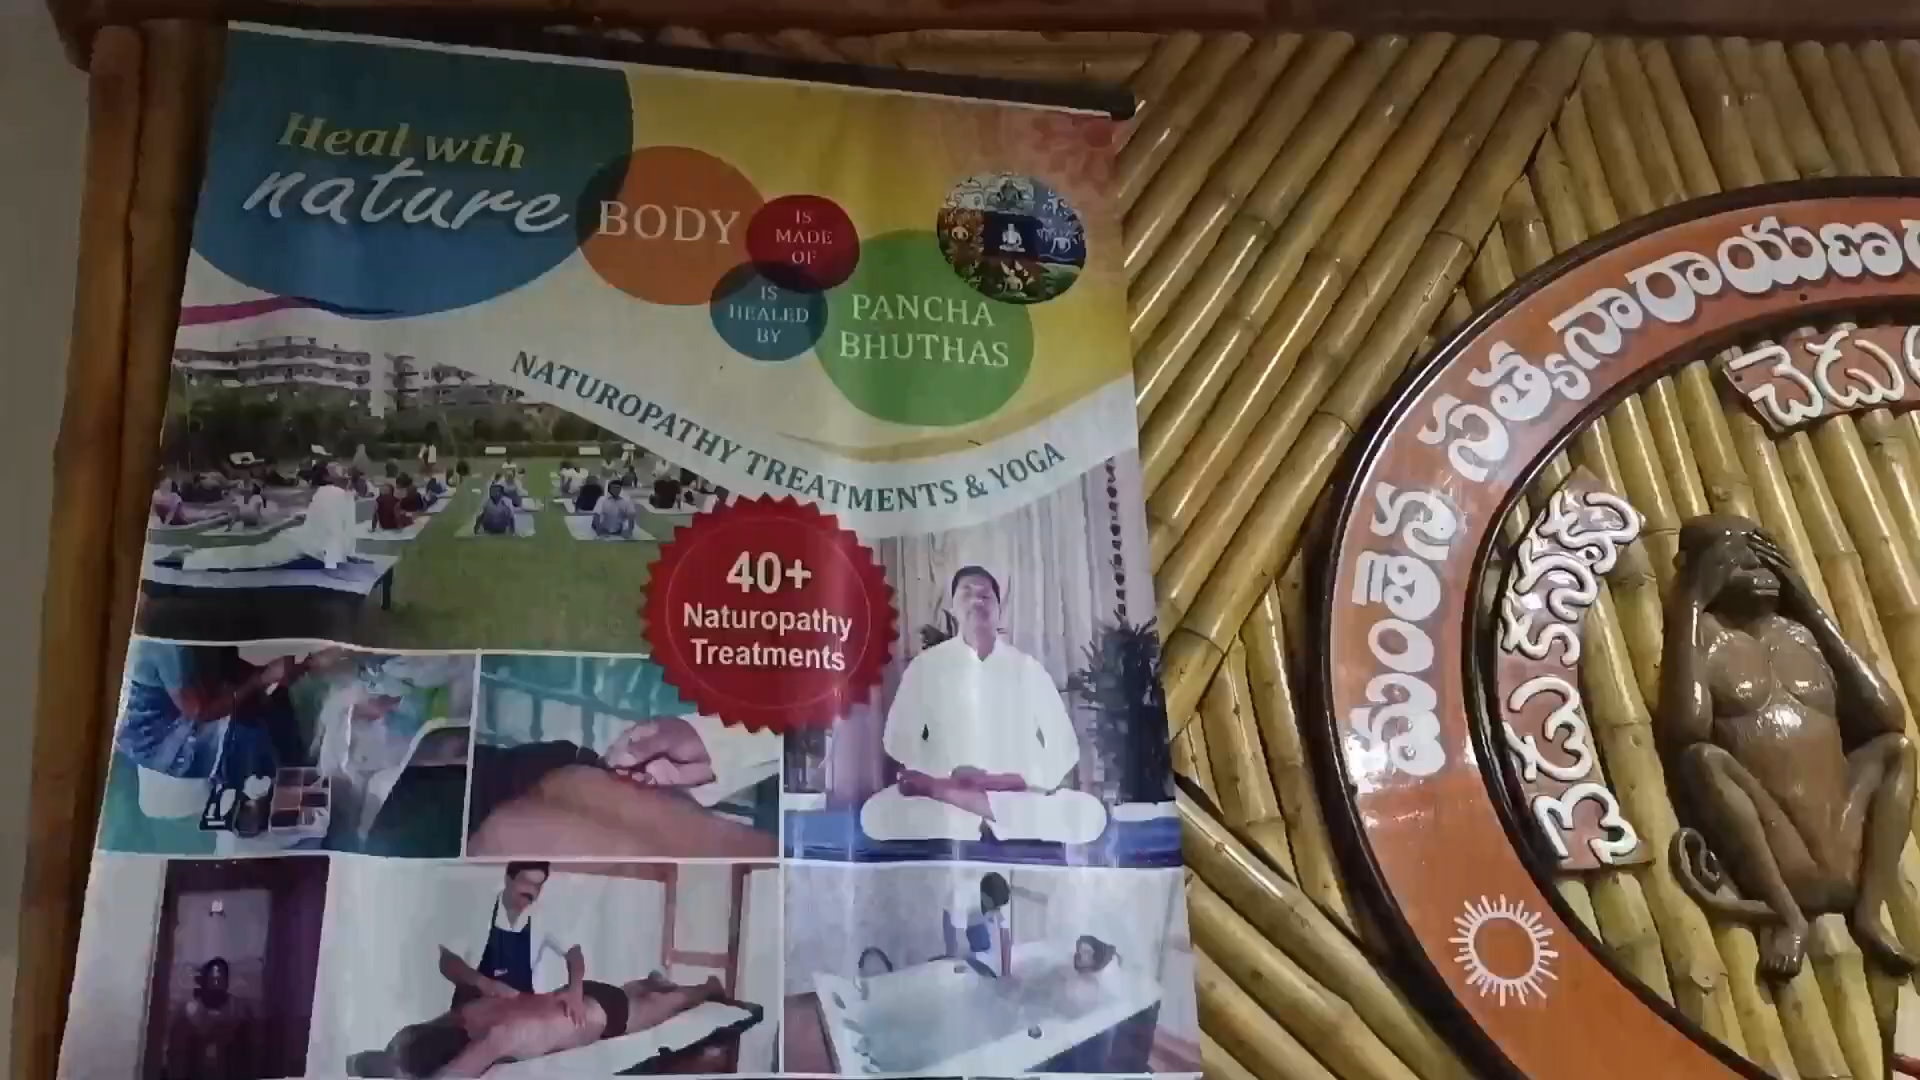 Heal wth
nature
BODY
IS
MADE
OF
IS
HEALED
BY
PANCHA
BHUTHAS
NATUROPATHY TREATMENTS & YOGA
40+
Naturopathy
Treatments
మంతెన సత్యనారాయణ
చెడు
చెడు కనకు